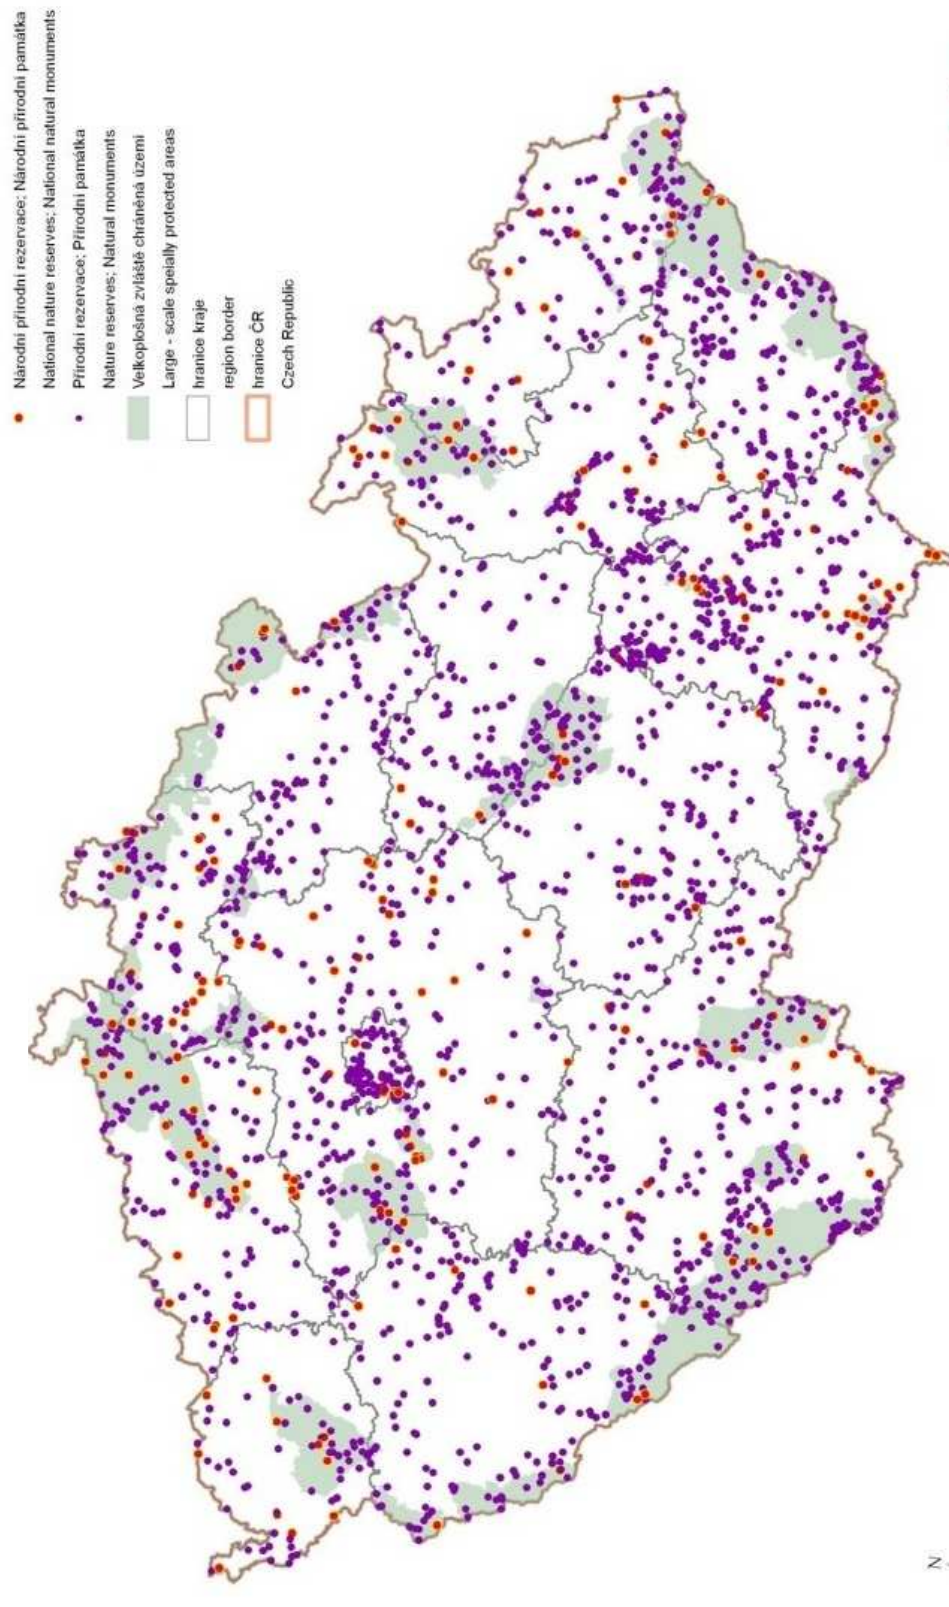 Národní přírodní rezervace; Národní přírodní památka
National nature reserves; National natural monuments
Přírodní rezervace; Přírodní památka
Nature reserves; Natural monuments
Velkoplošná zvláště chráněná území
Large - scale speially protected areas
hranice kraje
region border
hranice ČR
Czech Republic
N